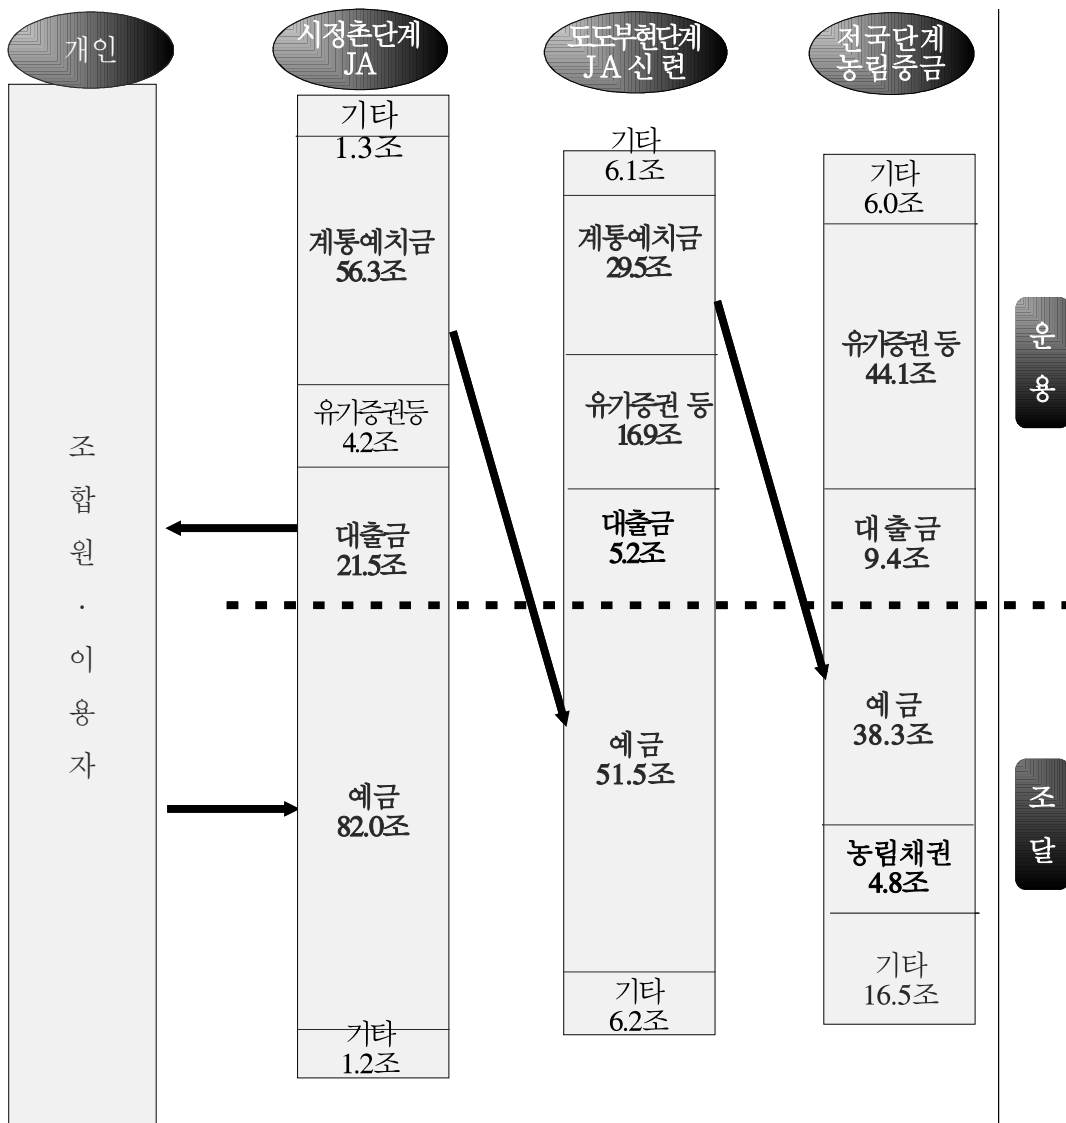 개인
조
합
원
·
이
용
자
시정촌단계
JA
기타
1.3조
계통예치금
56.3조
유가증권등
4.2조
대출금
21.5조
예금
82.0조
기타
1.2조
도도부현단계
JA신련
기타
6.1조
계통예치금
29.5조
유가증권 등
16.9조
대출금
5.2조
예금
51.5조
기타
6.2조
전국단계
농림중금
기타
6.0조
유가증권 등
44.1조
대출금
9.4조
예금
38.3조
농림채권
4.8조
기타
16.5조
운
용
조
달